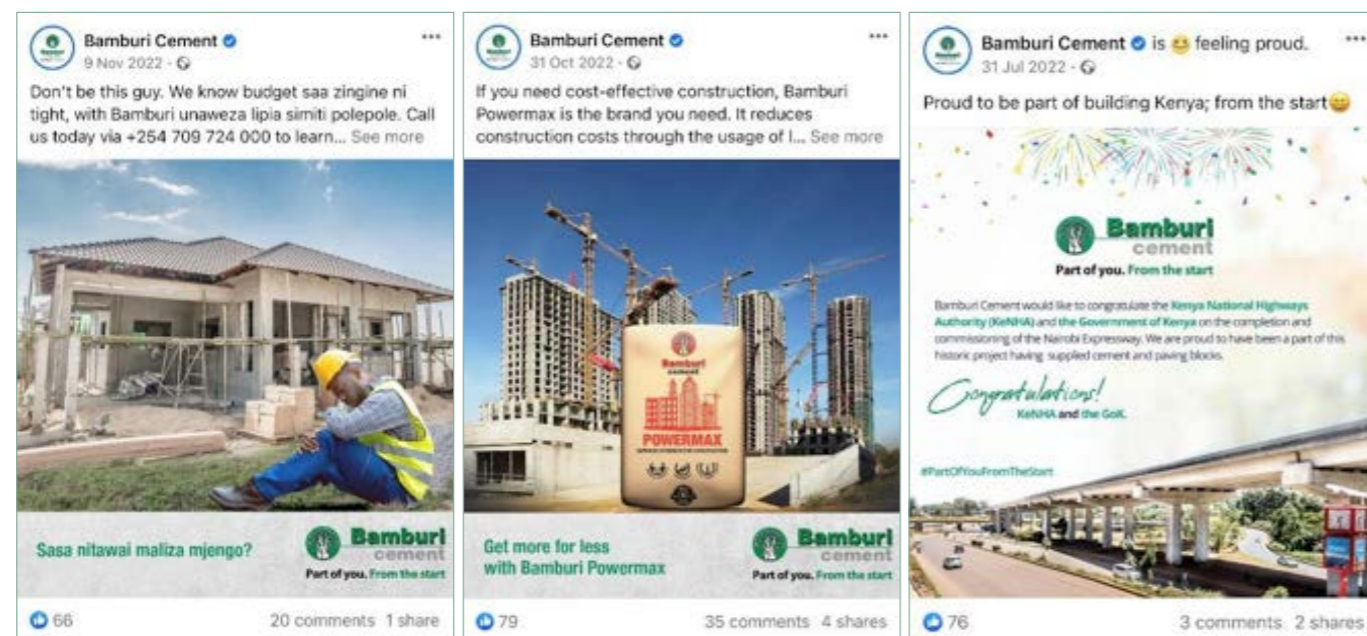 Bamburi Cement
9 Nov 2022
Don't be this guy. We know budget saa zingine ni
tight, with Bamburi unaweza lipia simiti polepole. Call
us today via +254 709 724 000 to learn... See more
Sasa nitawai maliza mjengo?
Bamburi
cement
Part of you. From the start
66
20 comments 1 share
Bamburi Cement
31 Oct 2022
If you need cost-effective construction, Bamburi
Powermax is the brand you need. It reduces
construction costs through the usage of l... See more
Bamburi
cement
POWERMAX
Get more for less
with Bamburi Powermax
Bamburi
cement
Part of you. From the start
79
35 comments 4 shares
Bamburi Cement is 😄 feeling proud.
31 Jul 2022
Proud to be part of building Kenya; from the start😄
Bamburi
cement
Part of you. From the start
Bamburi Cement would like to congratulate the Kenya National Highways
Authority (KeNHA) and the Government of Kenya on the completion and
commissioning of the Nairobi Expressway. We are proud to have been a part of this
historic project having supplied cement and paving blocks.
Congratulations!
KeNHA and the GoK.
#PartOfYouFromTheStart
76
3 comments 2 shares